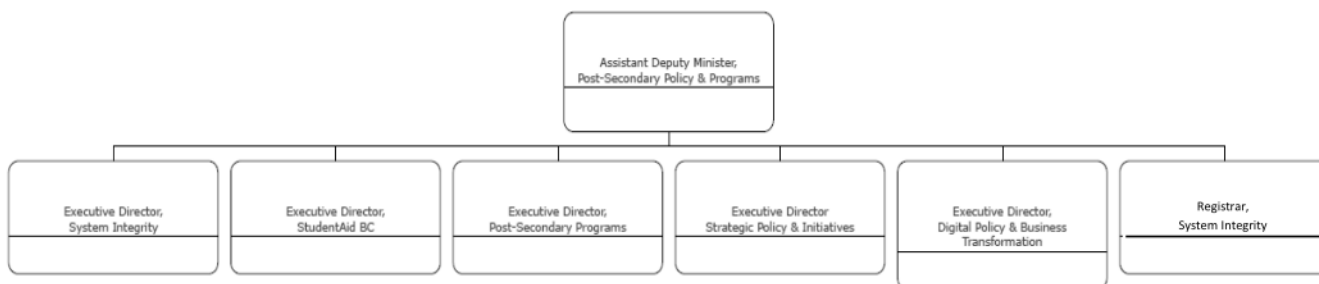 Assistant Deputy Minister,
Post-Secondary Policy & Programs
Executive Director,
System Integrity
Executive Director,
StudentAid BC
Executive Director,
Post-Secondary Programs
Executive Director
Strategic Policy & Initiatives
Executive Director,
Digital Policy & Business
Transformation
Registrar,
System Integrity